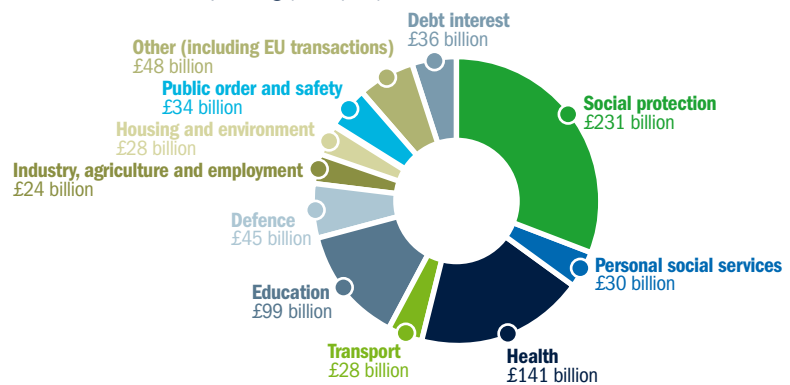 Debt interest
£36 billion
Other (including EU transactions)
£48 billion
Public order and safety
£34 billion
Housing and environment
£28 billion
Industry, agriculture and employment
£24 billion
Defence
£45 billion
Education
£99 billion
Transport
£28 billion
Health
£141 billion
Personal social services
£30 billion
Social protection
£231 billion